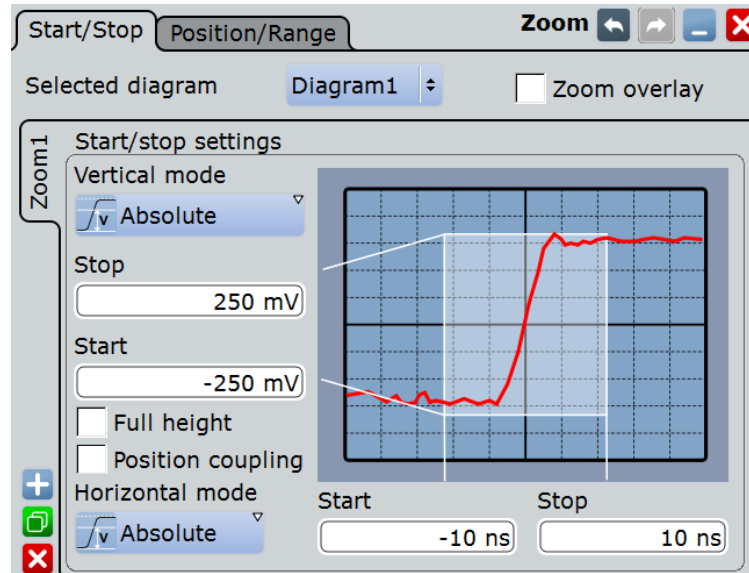 Start/Stop Position/Range Zoom
Selected diagram Diagram1 Zoom overlay
Zoom1
Start/stop settings
Vertical mode
v Absolute
Stop
250 mV
Start
-250 mV
Full height
Position coupling
Horizontal mode
v Absolute
Start Stop
-10 ns 10 ns